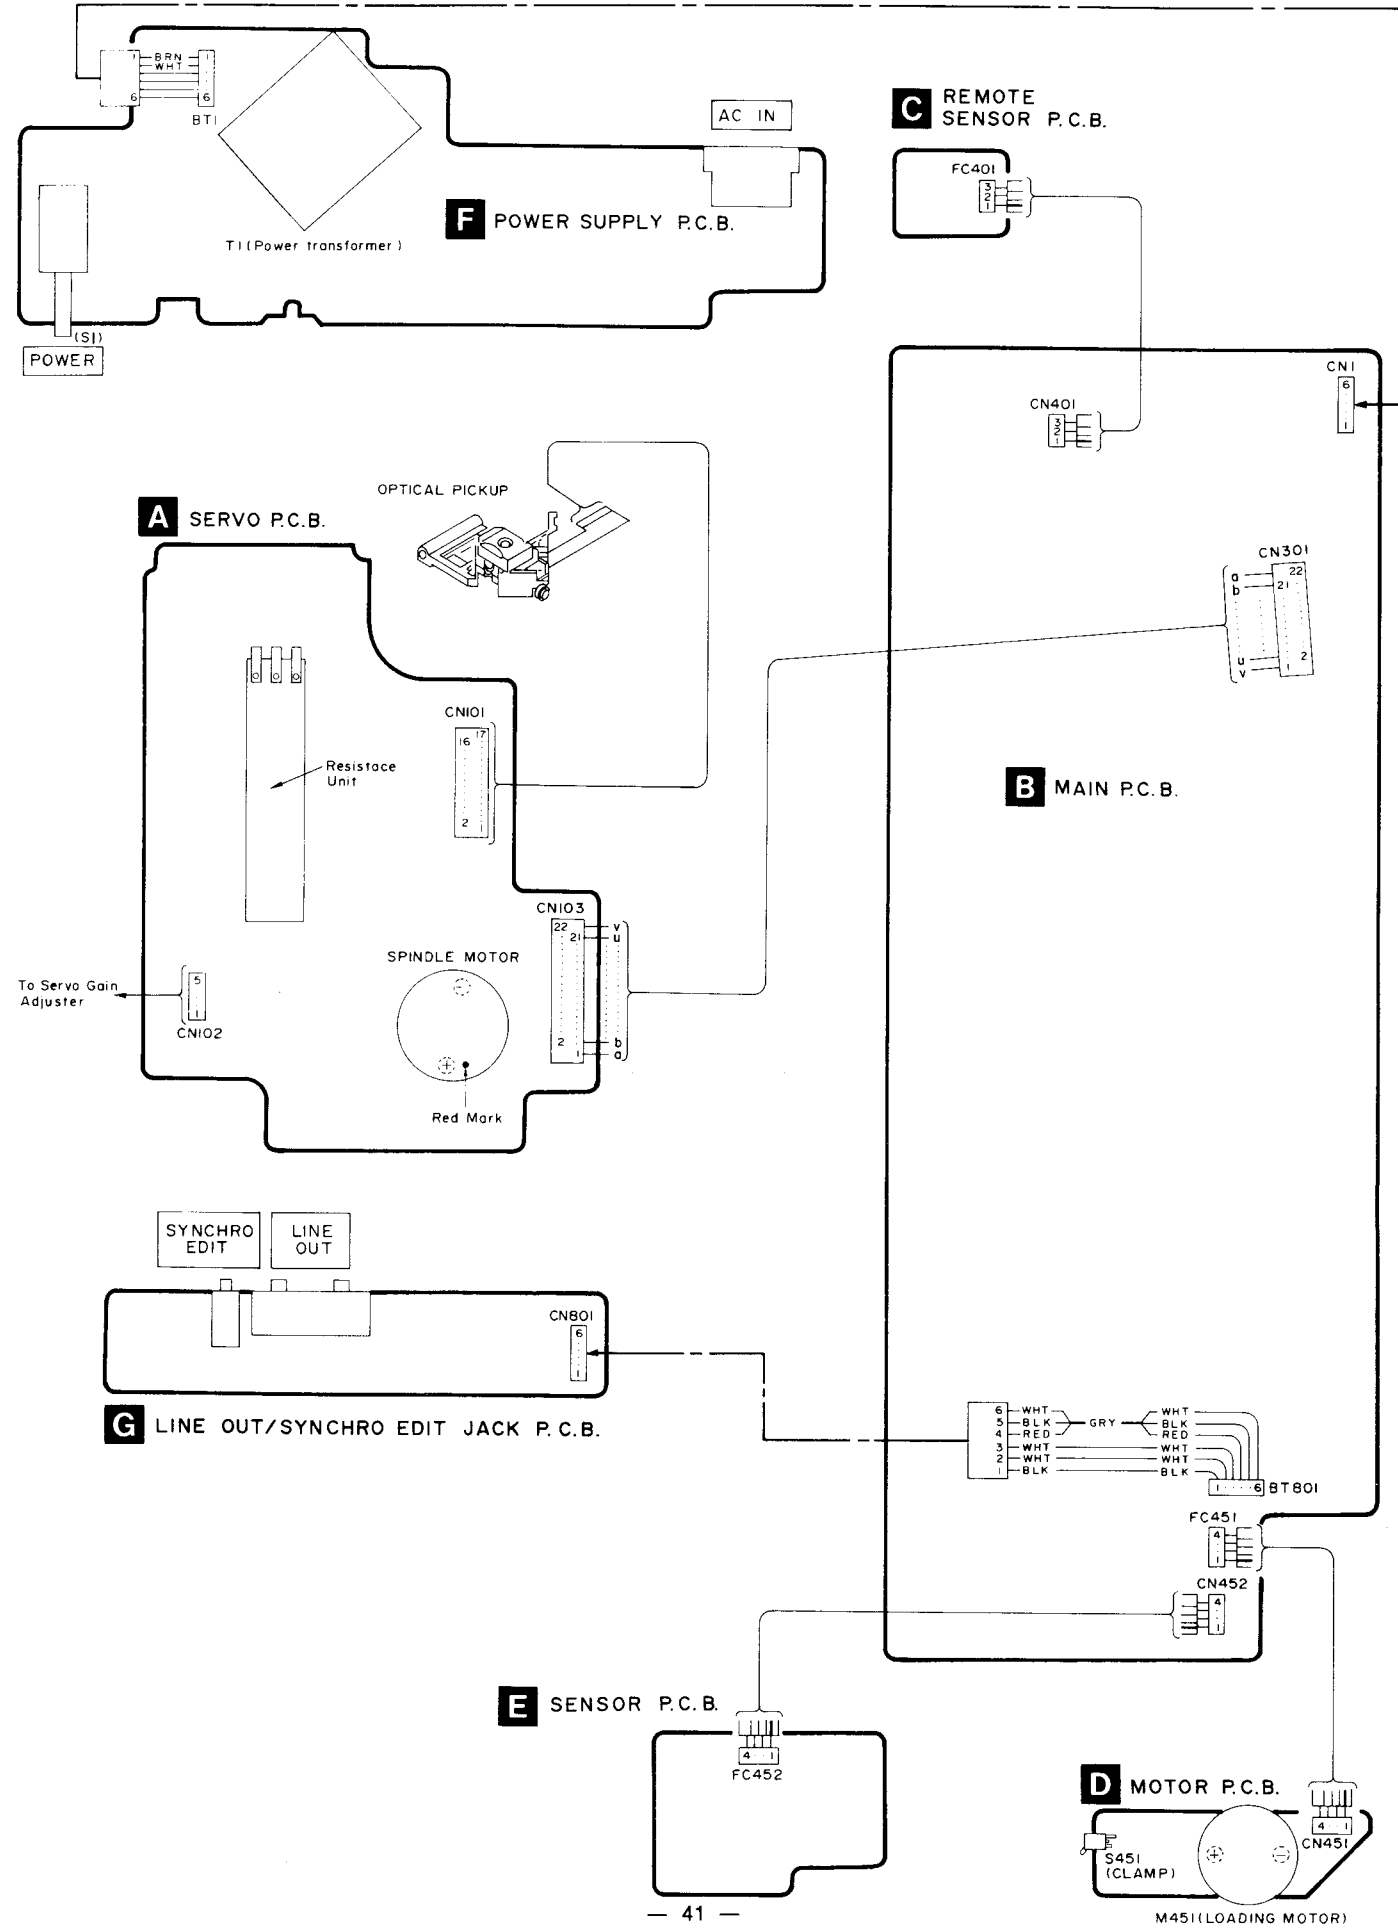 1
BRN
1
WHT
6
6
BT1
AC IN
F POWER SUPPLY P.C.B.
T1(Power transformer)
(S1)
POWER
C REMOTE
SENSOR P.C.B.
FC401
3
2
1
CN1
6
1
CN401
3
2
1
OPTICAL PICKUP
A SERVO P.C.B.
CN301
a
22
b
21
u
2
v
1
CN101
16
17
2
1
Resistace
Unit
B MAIN P.C.B.
CN103
22
v
21
u
2
b
1
a
SPINDLE MOTOR
To Servo Gain
Adjuster
5
1
CN102
Red Mark
SYNCHRO
EDIT
LINE
OUT
CN801
6
1
G LINE OUT/SYNCHRO EDIT JACK P.C.B.
6 WHT WHT
5 BLK GRY BLK
4 RED RED
3 WHT WHT
2 WHT WHT
1 BLK BLK
1 6 BT801
FC451
4
1
CN452
4
1
E SENSOR P.C.B.
4 1
FC452
D MOTOR P.C.B.
4 1
CN451
S451
(CLAMP)
M451(LOADING MOTOR)
— 41 —